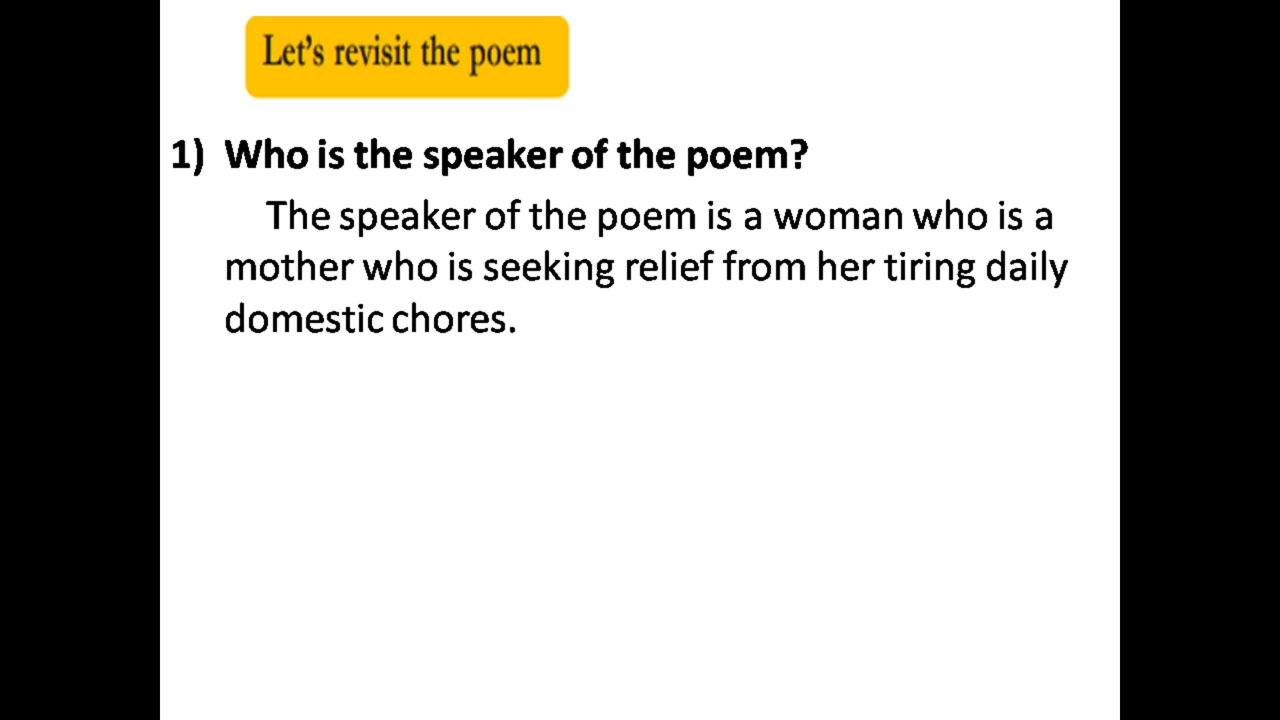 Let's revisit the poem
1) Who is the speaker of the poem?
The speaker of the poem is a woman who is a
mother who is seeking relief from her tiring daily
domestic chores.